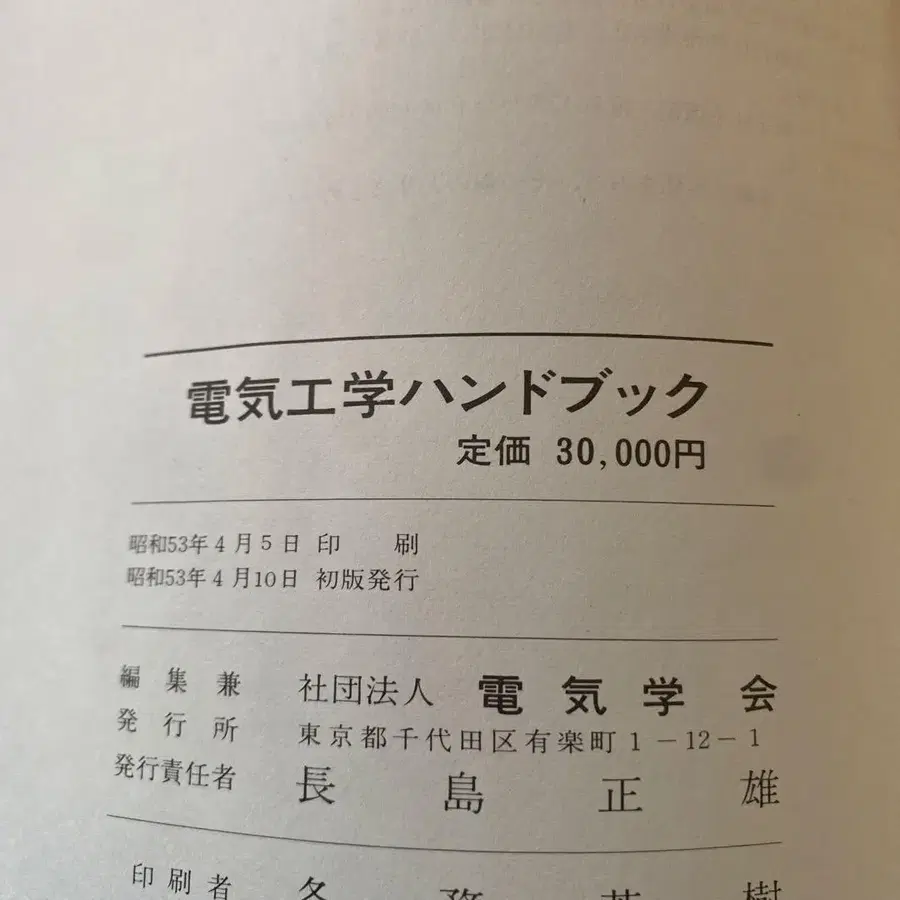 電気工学ハンドブック
定価 30,000円
昭和53年4月5日 印 刷
昭和53年4月10日 初版発行
編集兼 社団法人 電気学会
発行所 東京都千代田区有楽町1-12-1
発行責任者 長島正雄
印刷者